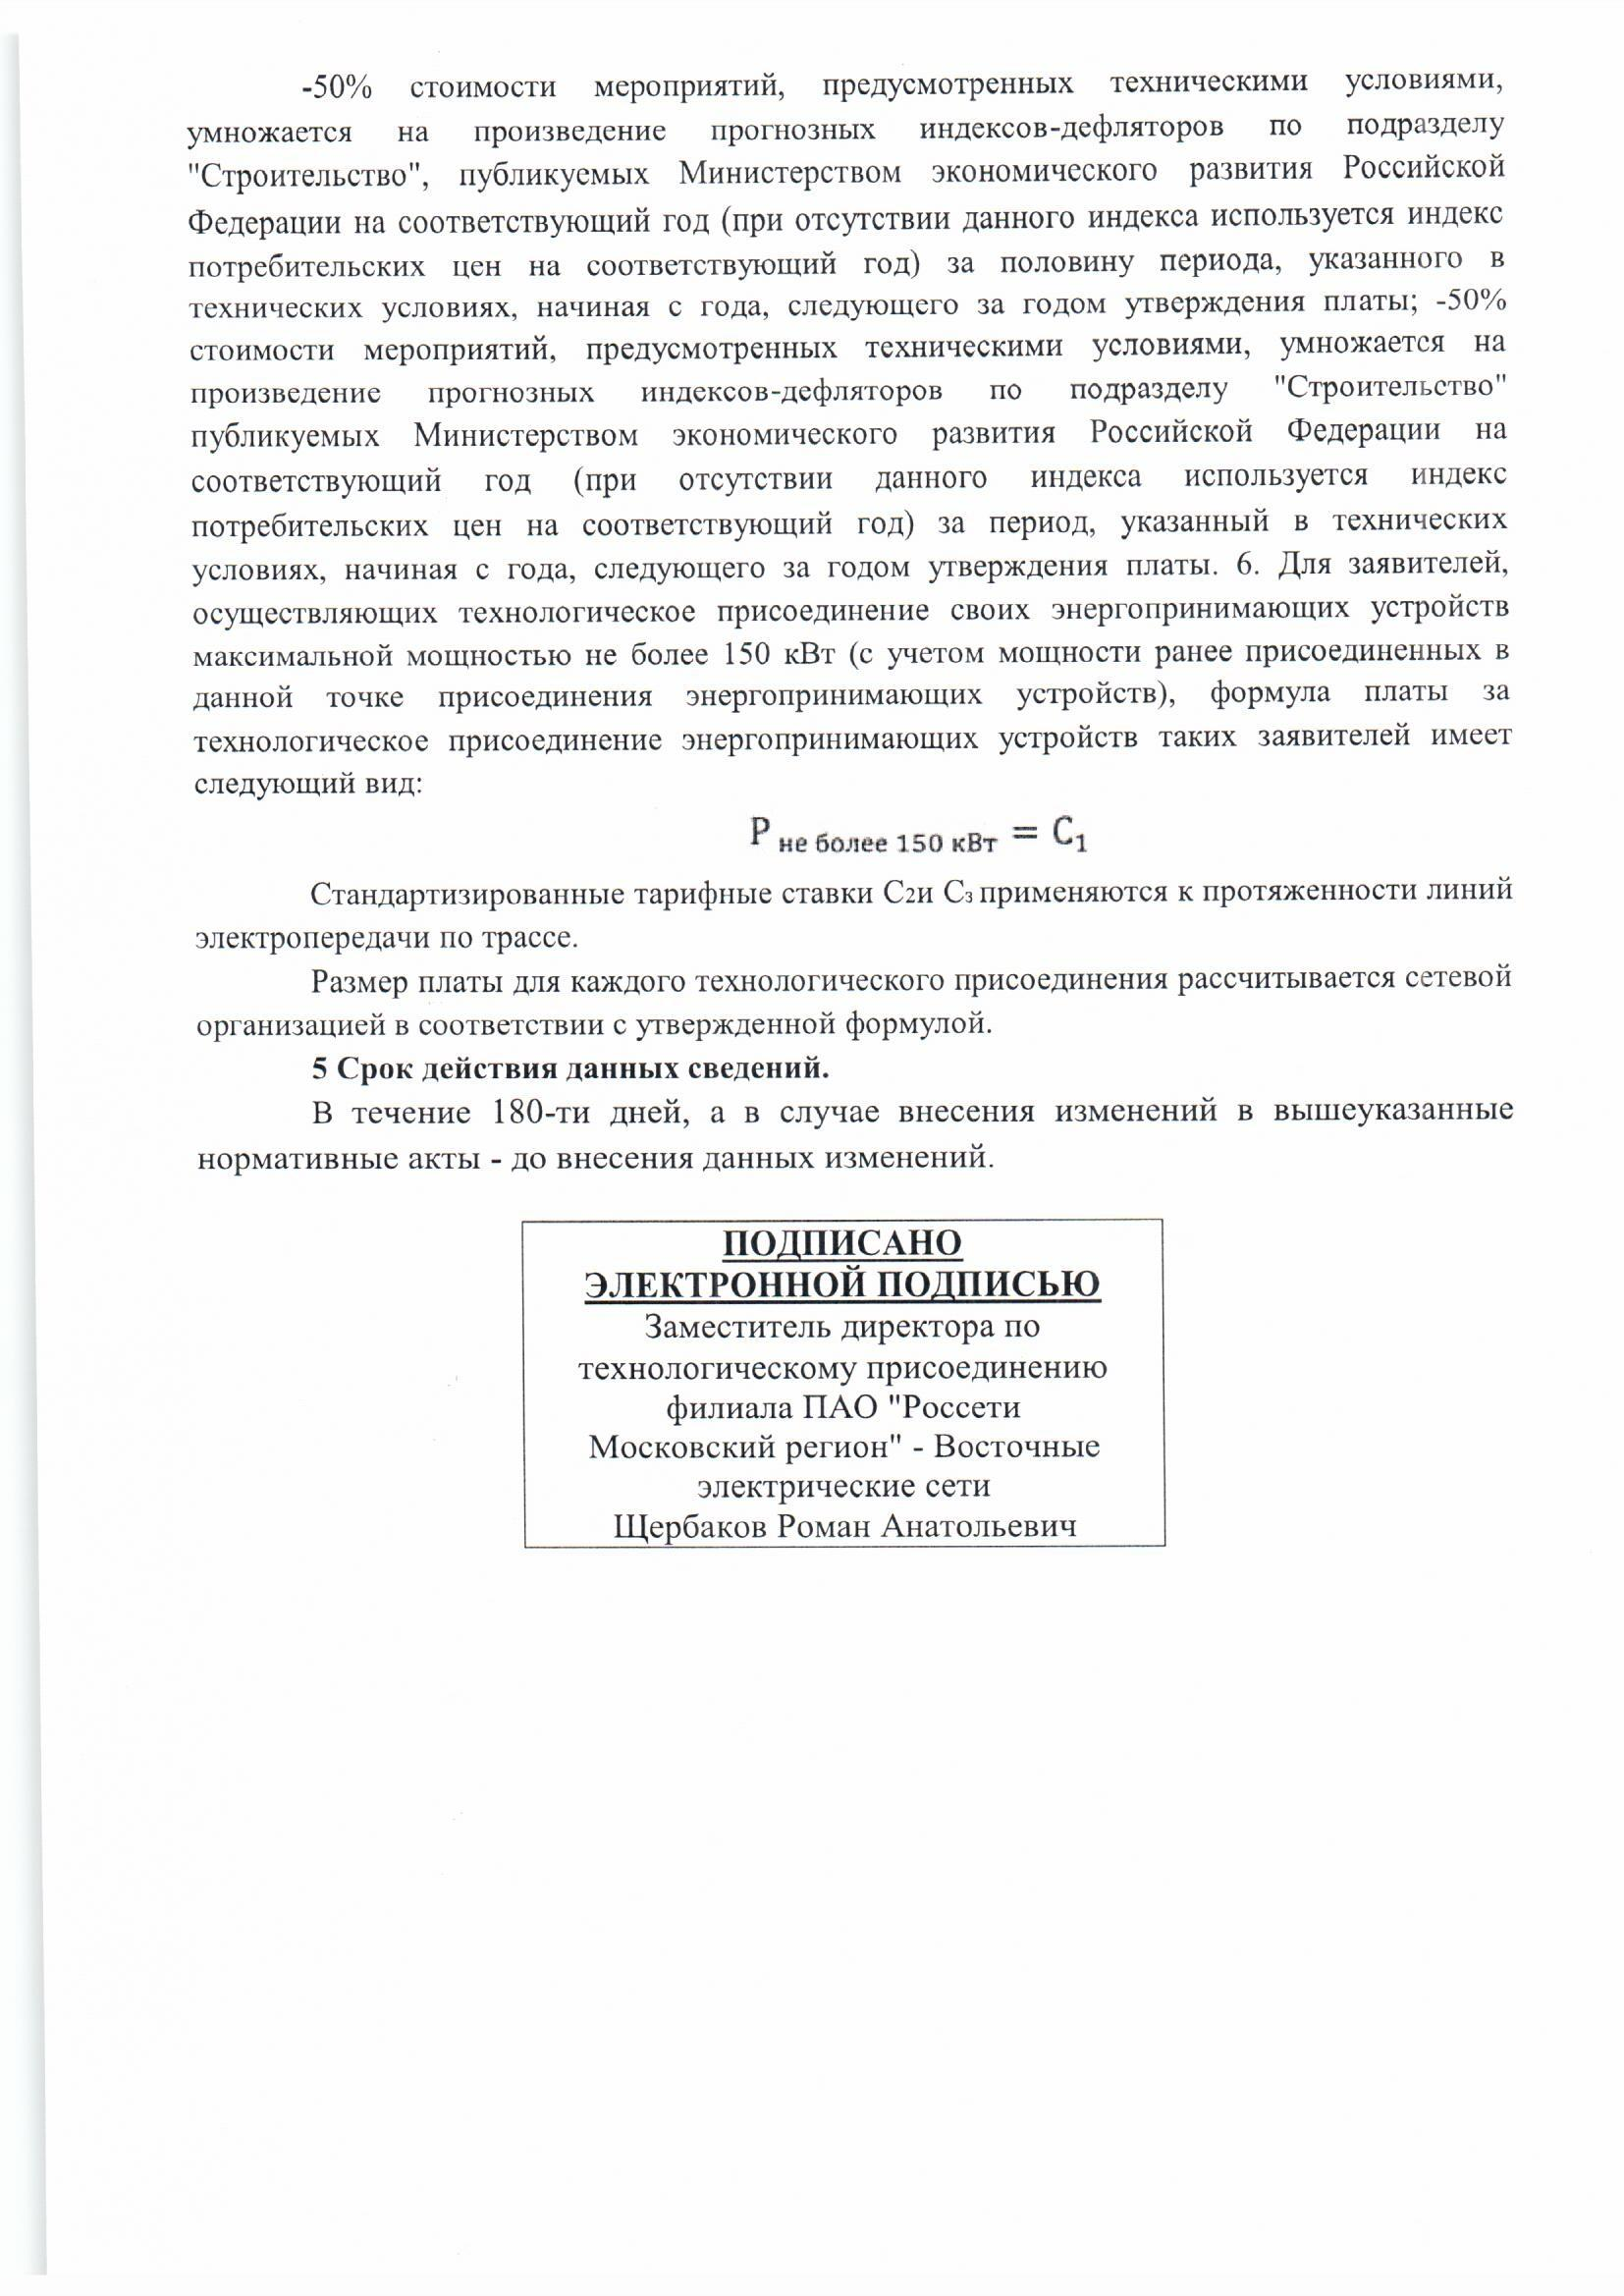 -50% стоимости мероприятий, предусмотренных техническими условиями,
умножается на произведение прогнозных индексов-дефляторов по подразделу
"Строительство", публикуемых Министерством экономического развития Российской
Федерации на соответствующий год (при отсутствии данного индекса используется индекс
потребительских цен на соответствующий год) за половину периода, указанного в
технических условиях, начиная с года, следующего за годом утверждения платы; -50%
стоимости мероприятий, предусмотренных техническими условиями, умножается на
произведение прогнозных индексов-дефляторов по подразделу "Строительство"
публикуемых Министерством экономического развития Российской Федерации на
соответствующий год (при отсутствии данного индекса используется индекс
потребительских цен на соответствующий год) за период, указанный в технических
условиях, начиная с года, следующего за годом утверждения платы. 6. Для заявителей,
осуществляющих технологическое присоединение своих энергопринимающих устройств
максимальной мощностью не более 150 кВт (с учетом мощности ранее присоединенных в
данной точке присоединения энергопринимающих устройств), формула платы за
технологическое присоединение энергопринимающих устройств таких заявителей имеет
следующий вид:
P не более 150 кВт = C1
Стандартизированные тарифные ставки С2и С3 применяются к протяженности линий
электропередачи по трассе.
Размер платы для каждого технологического присоединения рассчитывается сетевой
организацией в соответствии с утвержденной формулой.
5 Срок действия данных сведений.
В течение 180-ти дней, а в случае внесения изменений в вышеуказанные
нормативные акты - до внесения данных изменений.
ПОДПИСАНО
ЭЛЕКТРОННОЙ ПОДПИСЬЮ
Заместитель директора по
технологическому присоединению
филиала ПАО "Россети
Московский регион" - Восточные
электрические сети
Щербаков Роман Анатольевич